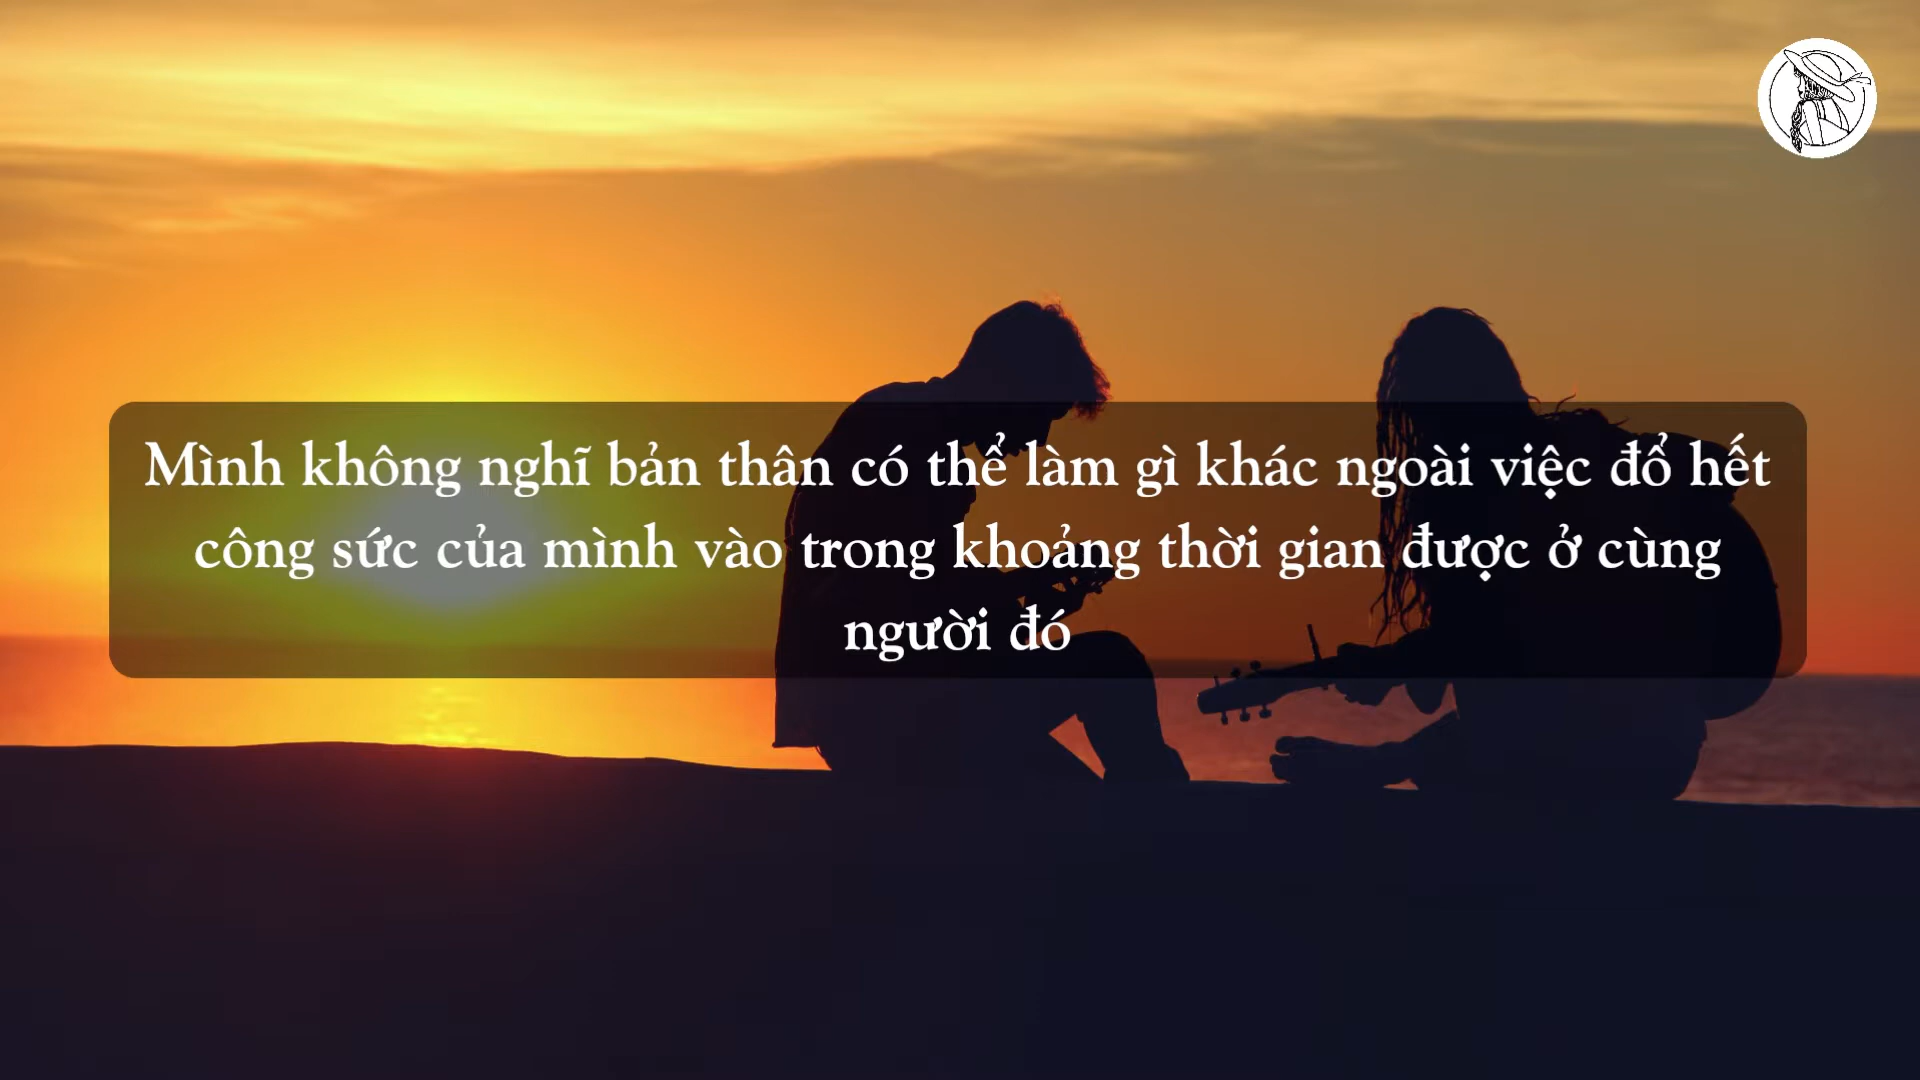 Mình không nghĩ bản thân có thể làm gì khác ngoài việc đổ hết
công sức của mình vào trong khoảng thời gian được ở cùng
người đó